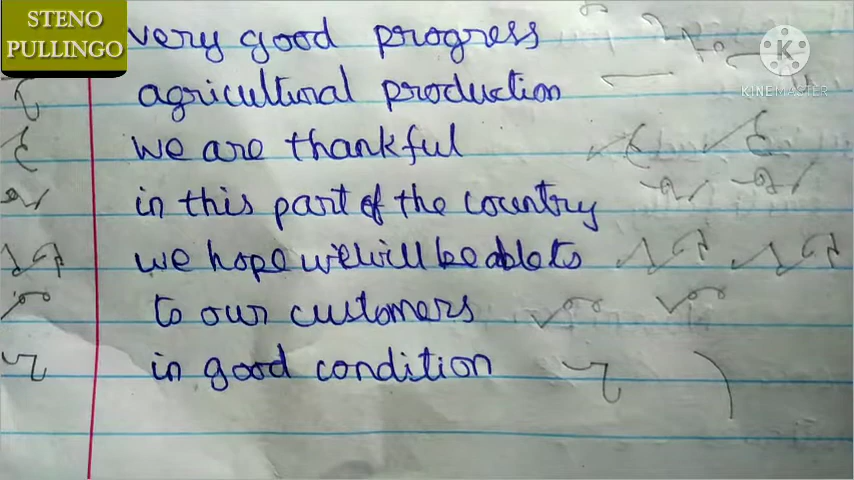 STENO
PULLINGO
very good progress
KINEMASTER
agricultural production
we are thankful
in this part of the country
we hope we will be able to
to our customers
in good condition